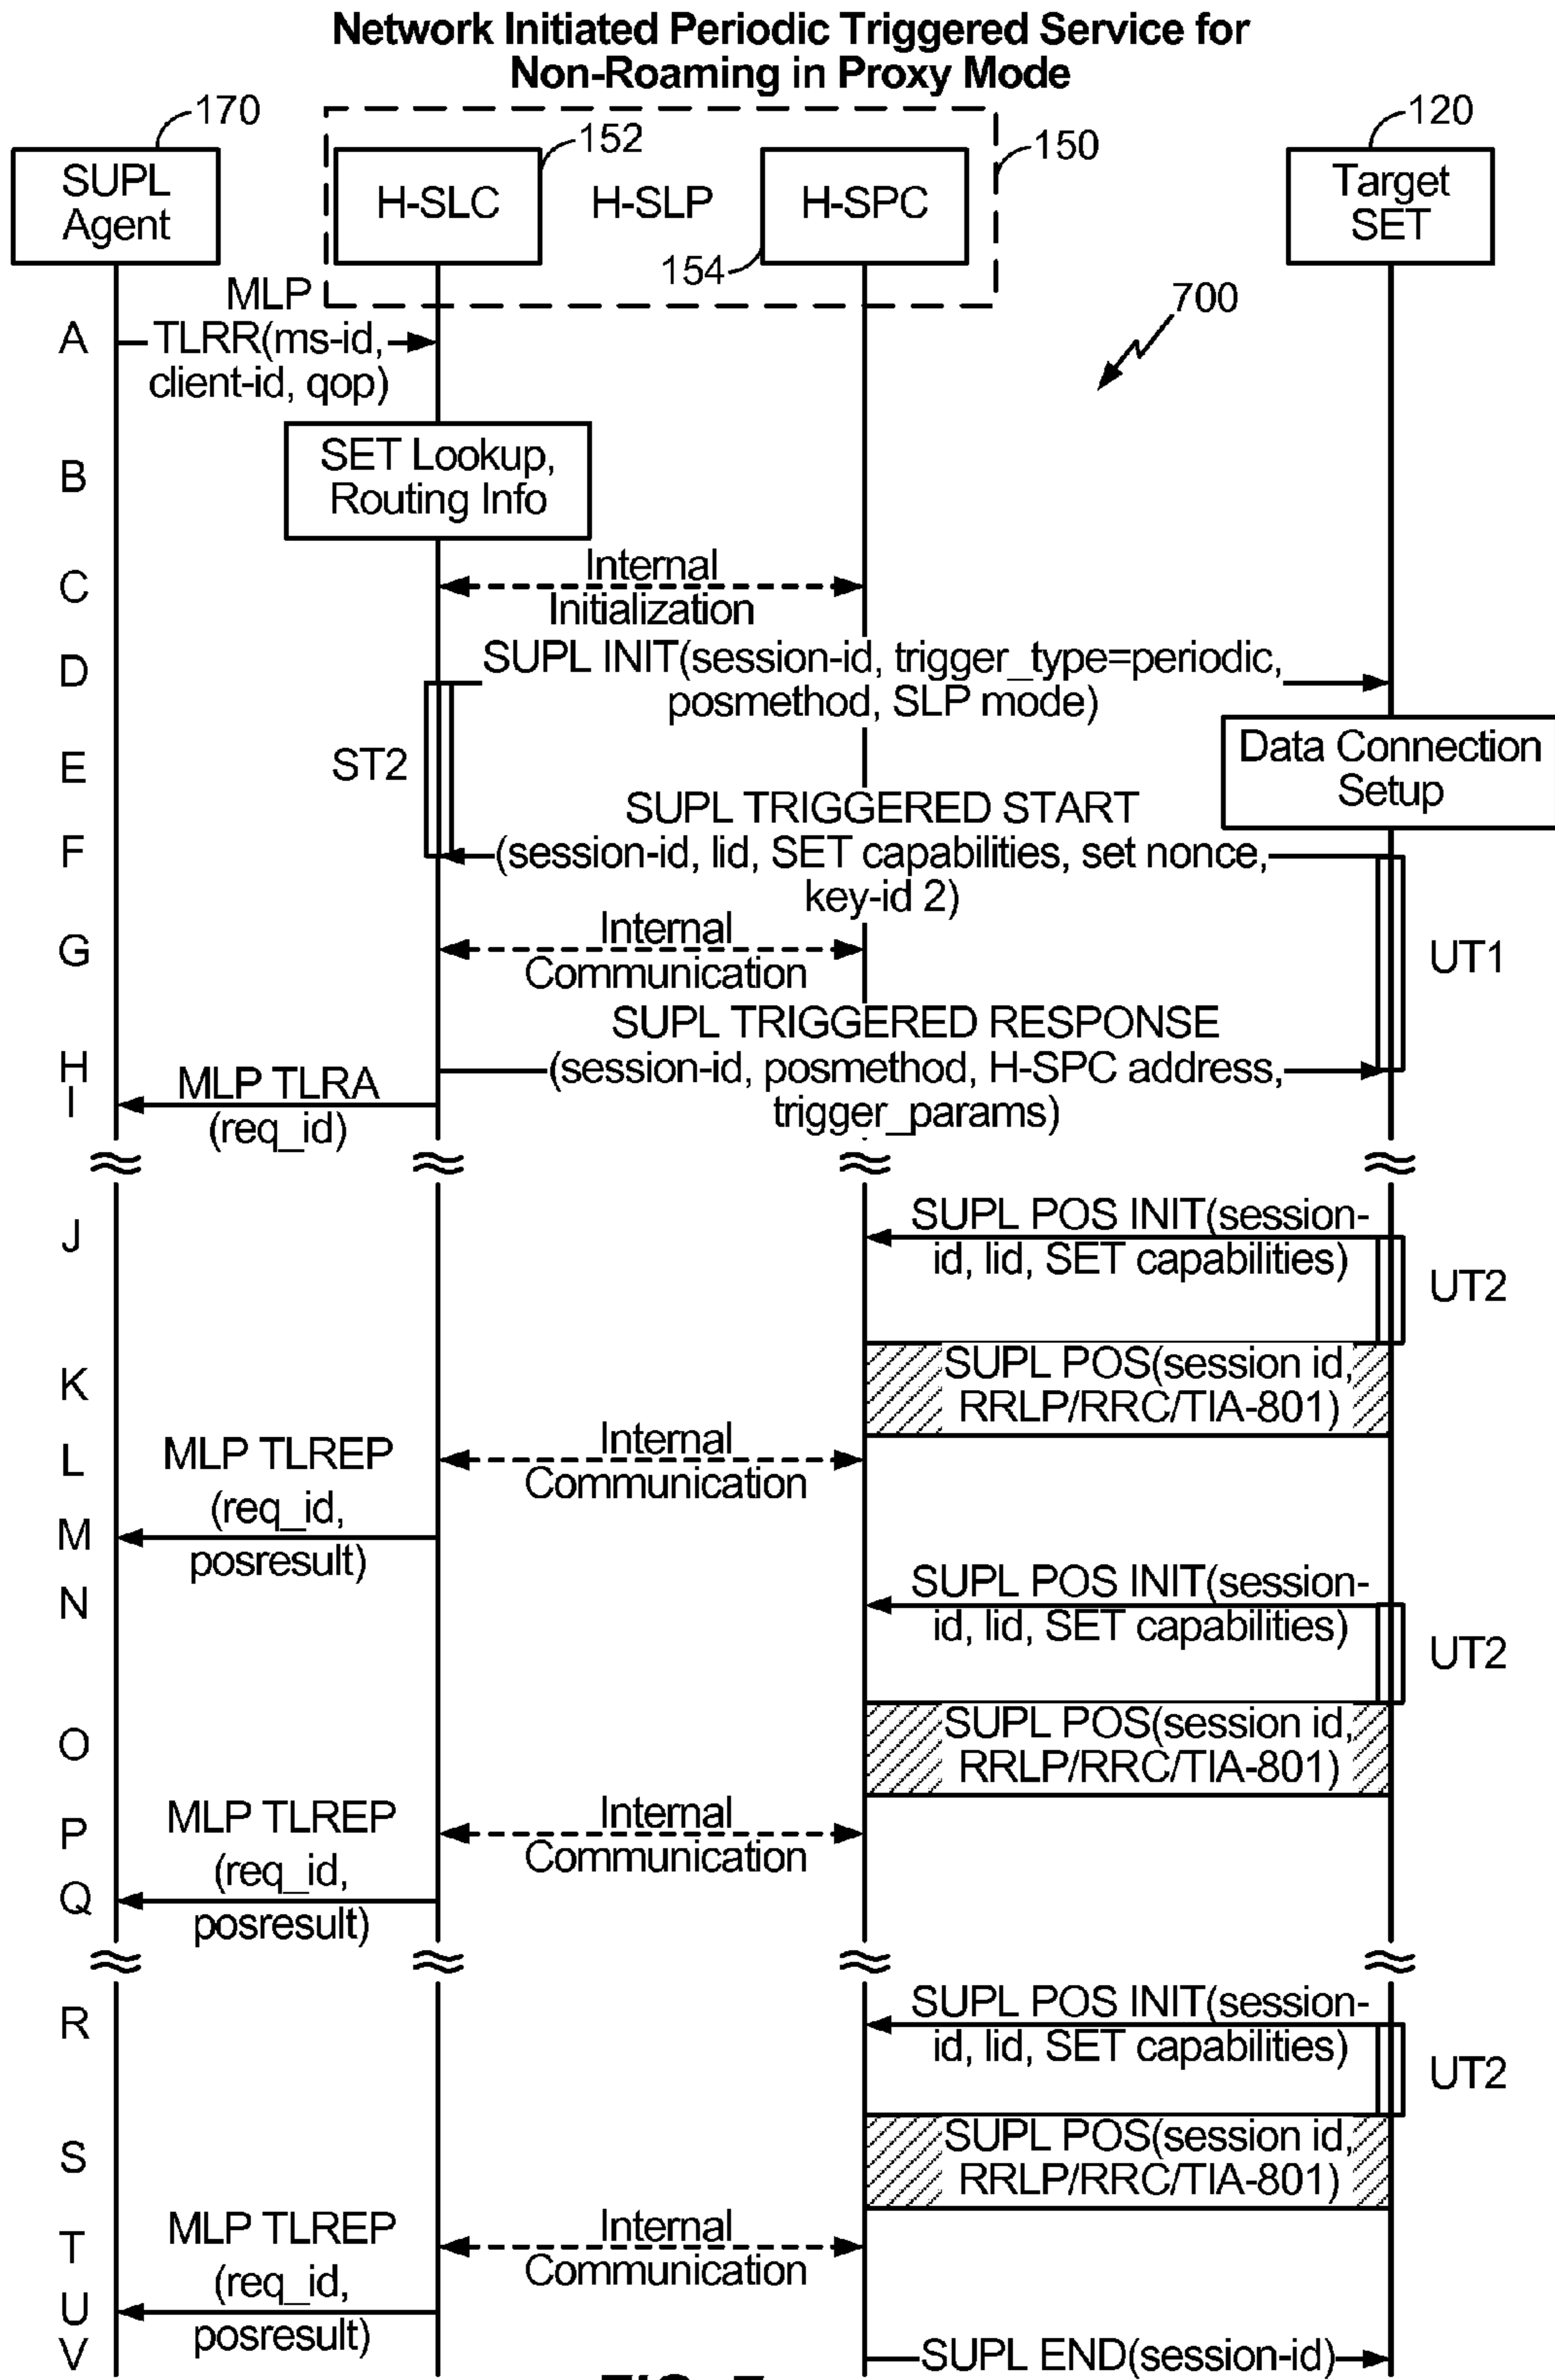 Network Initiated Periodic Triggered Service for
Non-Roaming in Proxy Mode
170
152
150
120
SUPL
Agent
H-SLC
H-SLP
H-SPC
154
Target
SET
700
A
MLP
TLRR(ms-id,
client-id, qop)
B
SET Lookup,
Routing Info
C
Internal
Initialization
D
SUPL INIT(session-id, trigger_type=periodic,
posmethod, SLP mode)
E
ST2
Data Connection
Setup
F
SUPL TRIGGERED START
(session-id, lid, SET capabilities, set nonce,
key-id 2)
G
Internal
Communication
UT1
H
SUPL TRIGGERED RESPONSE
(session-id, posmethod, H-SPC address,
trigger_params)
I
MLP TLRA
(req_id)
J
SUPL POS INIT(session-
id, lid, SET capabilities)
UT2
K
SUPL POS(session id,
RRLP/RRC/TIA-801)
L
Internal
Communication
M
MLP TLREP
(req_id,
posresult)
N
SUPL POS INIT(session-
id, lid, SET capabilities)
UT2
O
SUPL POS(session id,
RRLP/RRC/TIA-801)
P
Internal
Communication
Q
MLP TLREP
(req_id,
posresult)
R
SUPL POS INIT(session-
id, lid, SET capabilities)
UT2
S
SUPL POS(session id,
RRLP/RRC/TIA-801)
T
Internal
Communication
U
MLP TLREP
(req_id,
posresult)
V
SUPL END(session-id)